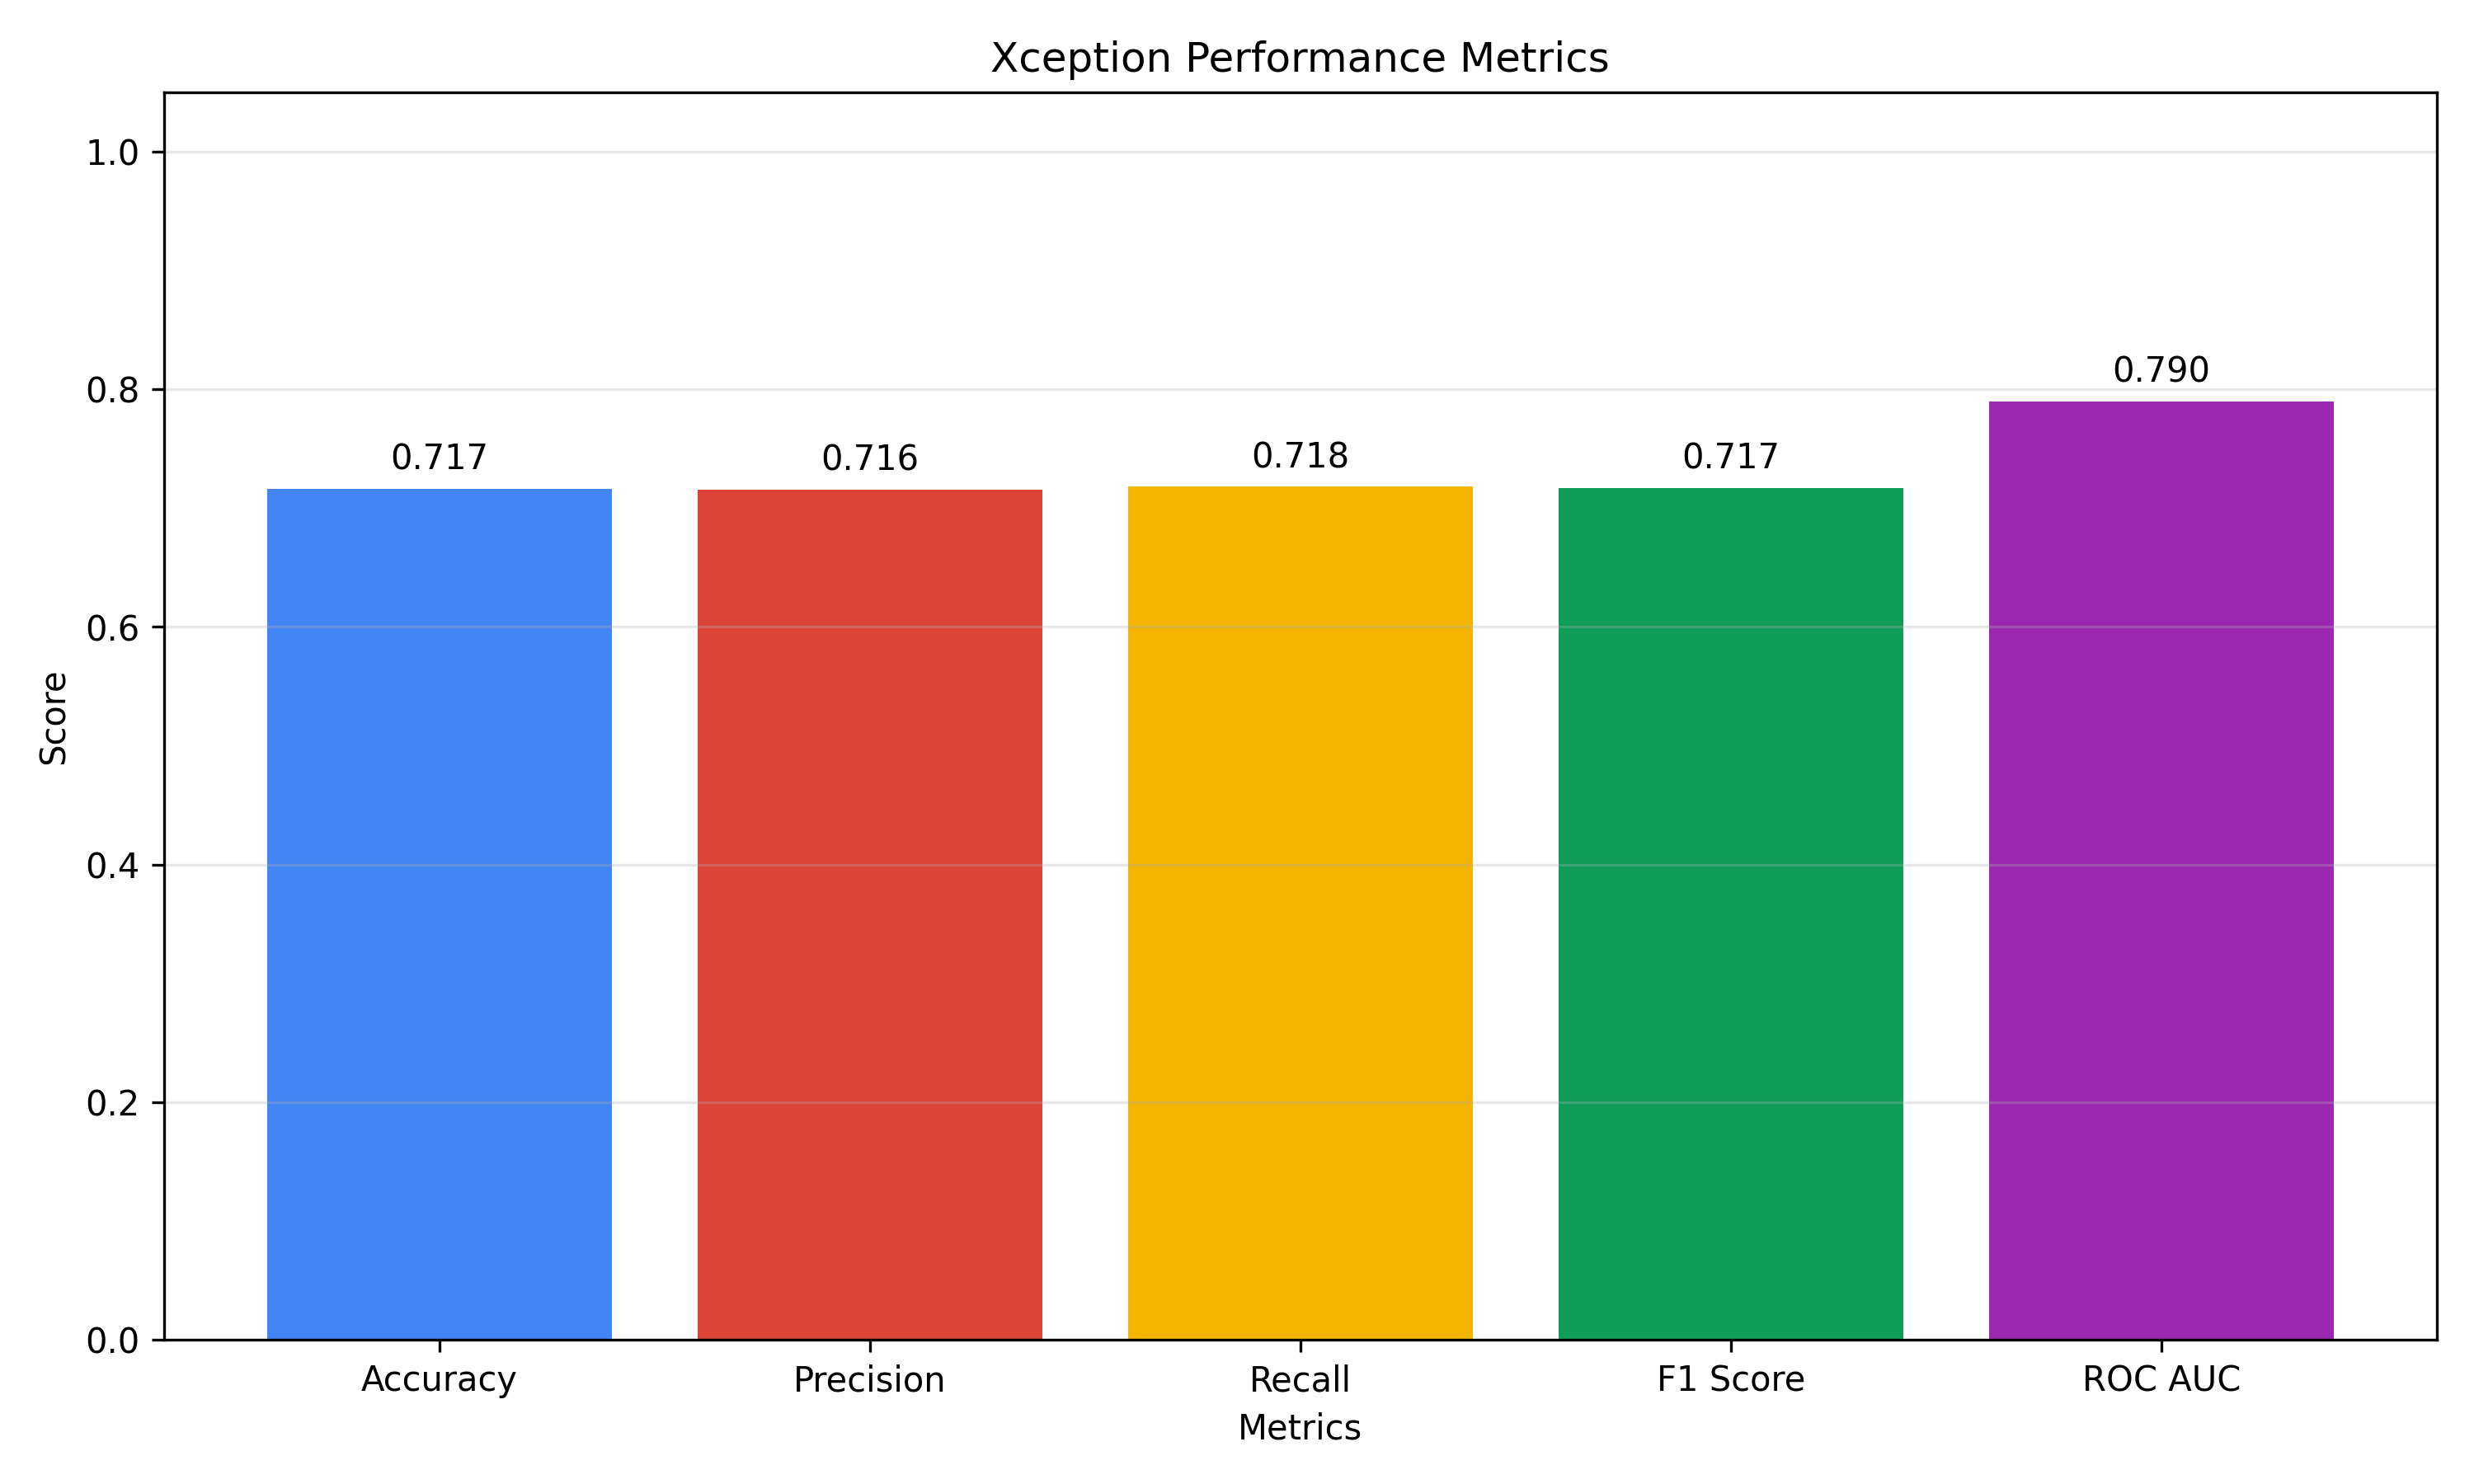 Xception Performance Metrics
1.0
0.8
0.6
0.4
0.2
0.0
Score
0.717
0.716
0.718
0.717
0.790
Accuracy
Precision
Recall
F1 Score
ROC AUC
Metrics